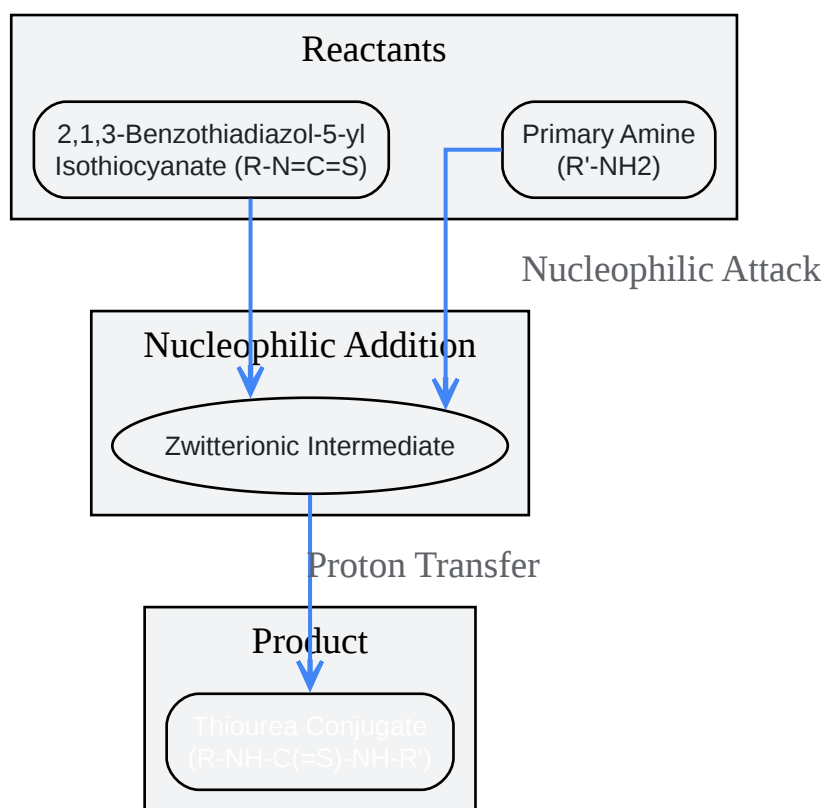 Reactants
2,1,3-Benzothiadiazol-5-yl
Isothiocyanate (R-N=C=S)
Primary Amine
(R'-NH2)
Nucleophilic Attack
Nucleophilic Addition
Zwitterionic Intermediate
Proton Transfer
Product
Thiourea Conjugate
(R-NH-C(=S)-NH-R')